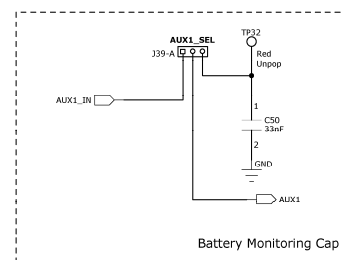 TP32
AUX1_SEL
J39-A
Red
Unpop
AUX1_IN
1
C50
33nF
2
GND
AUX1
Battery Monitoring Cap